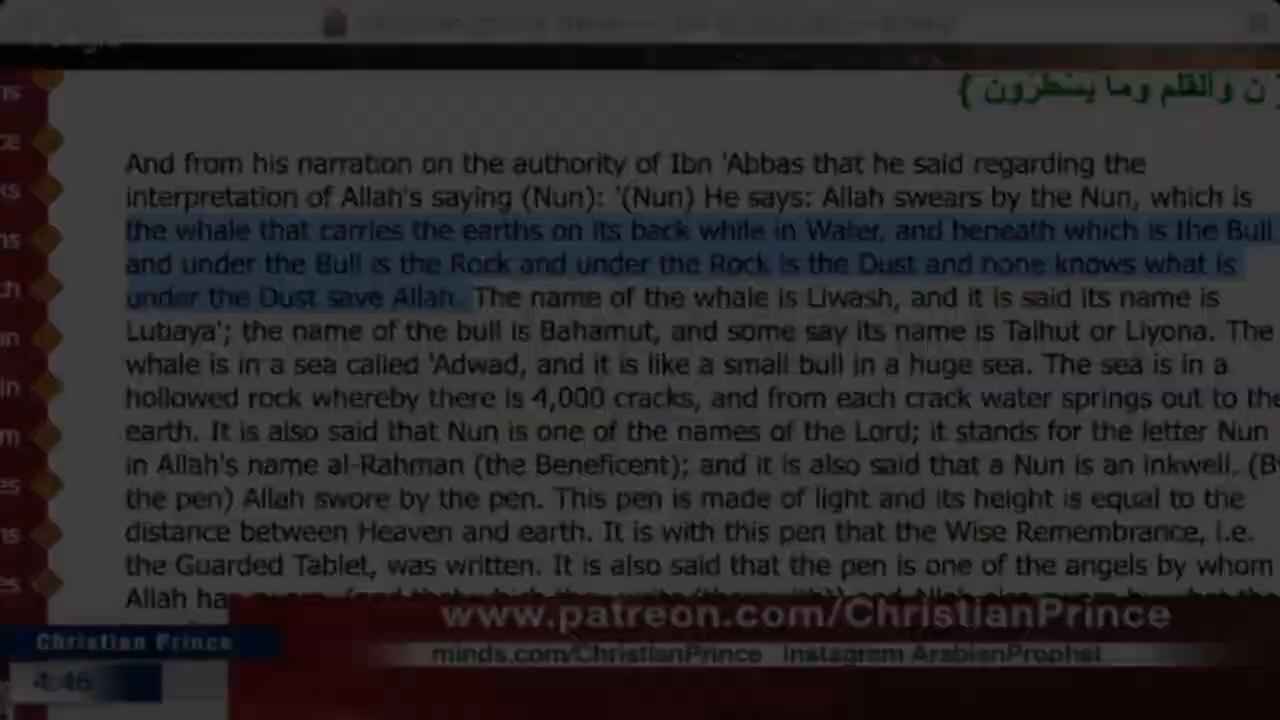 ن وَالْقَلَمِ وَمَا يَسْطُرُونَ }
And from his narration on the authority of Ibn 'Abbas that he said regarding the
interpretation of Allah's saying (Nun): '(Nun) He says: Allah swears by the Nun, which is
the whale that carries the earths on its back while in Water, and beneath which is the Bull
and under the Bull is the Rock and under the Rock is the Dust and none knows what is
under the Dust save Allah. The name of the whale is Liwash, and it is said its name is
Lutiaya'; the name of the bull is Bahamut, and some say its name is Talhut or Liyona. The
whale is in a sea called 'Adwad, and it is like a small bull in a huge sea. The sea is in a
hollowed rock whereby there is 4,000 cracks, and from each crack water springs out to the
earth. It is also said that Nun is one of the names of the Lord; it stands for the letter Nun
in Allah's name al-Rahman (the Beneficent); and it is also said that a Nun is an inkwell. (By
the pen) Allah swore by the pen. This pen is made of light and its height is equal to the
distance between Heaven and earth. It is with this pen that the Wise Remembrance, i.e.
the Guarded Tablet, was written. It is also said that the pen is one of the angels by whom
Allah ha
www.patreon.com/ChristianPrince
Christian Prince
minds.com/ChristianPrince Instagram ArabianProphet
4:46